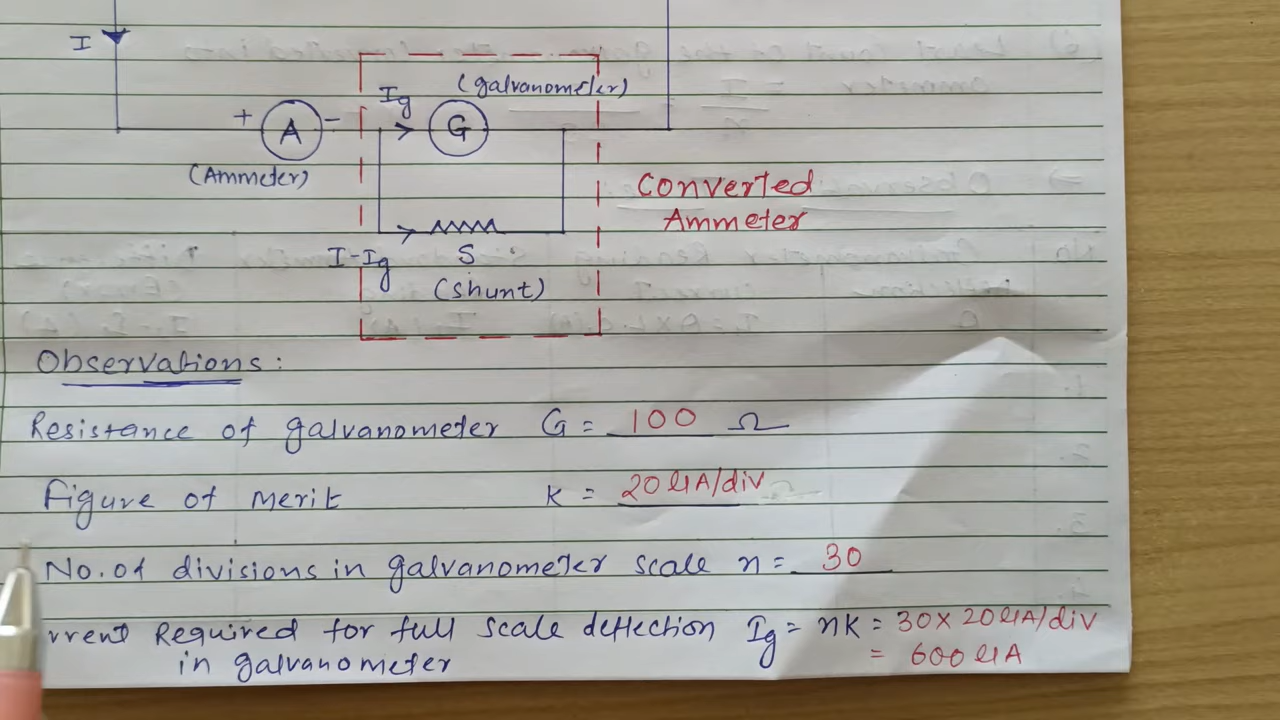 I
Ig (galvanometer)
+ A - G
(Ammeter)
Converted
Ammeter
I-Ig S
(shunt)
Observations:
Resistance of galvanometer G = 100 Ω
Figure of merit K = 20 μA/div
No. of divisions in galvanometer scale n = 30
rrent Required for full scale deflection Ig = nK = 30 x 20 μA/div
in galvanometer = 600 μA